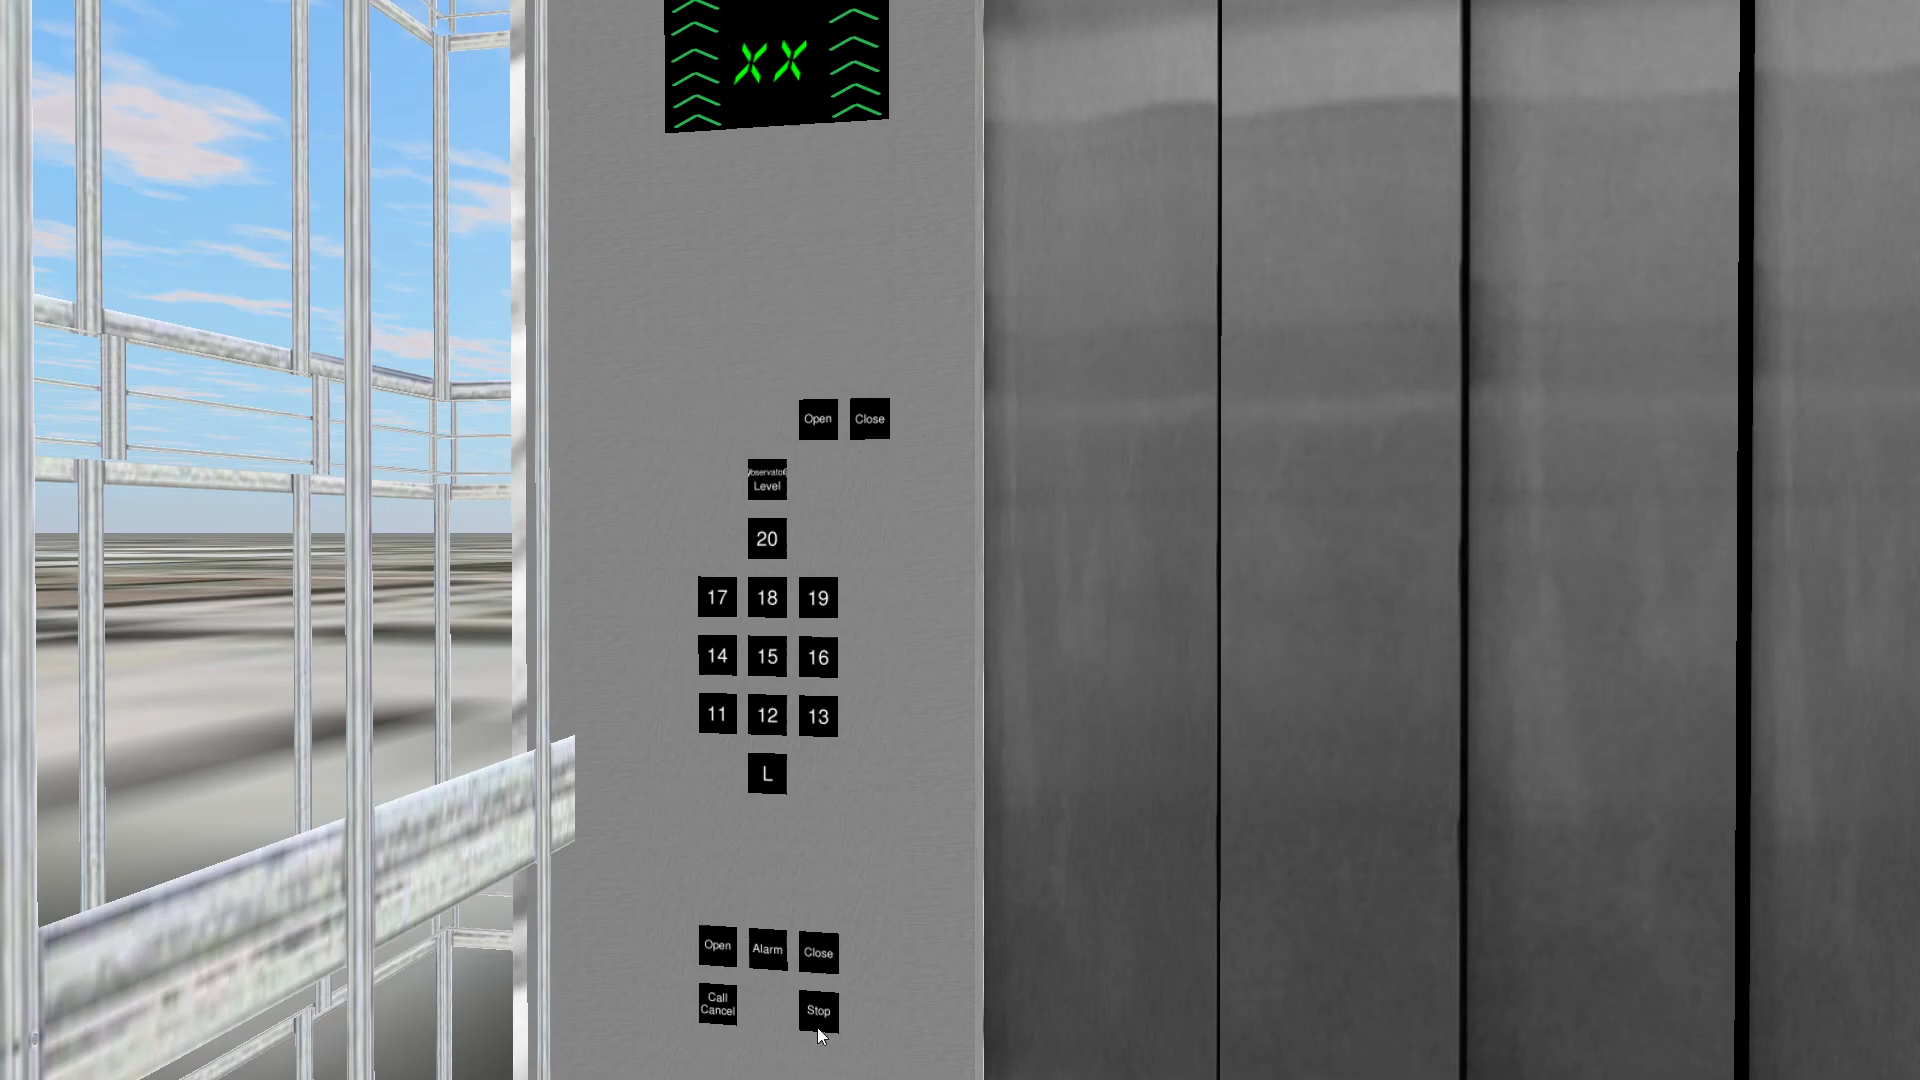 XX
Open Close
Level
20
17 18 19
14 15 16
11 12 13
L
Open Alarm Close
Call
Cancel
Stop